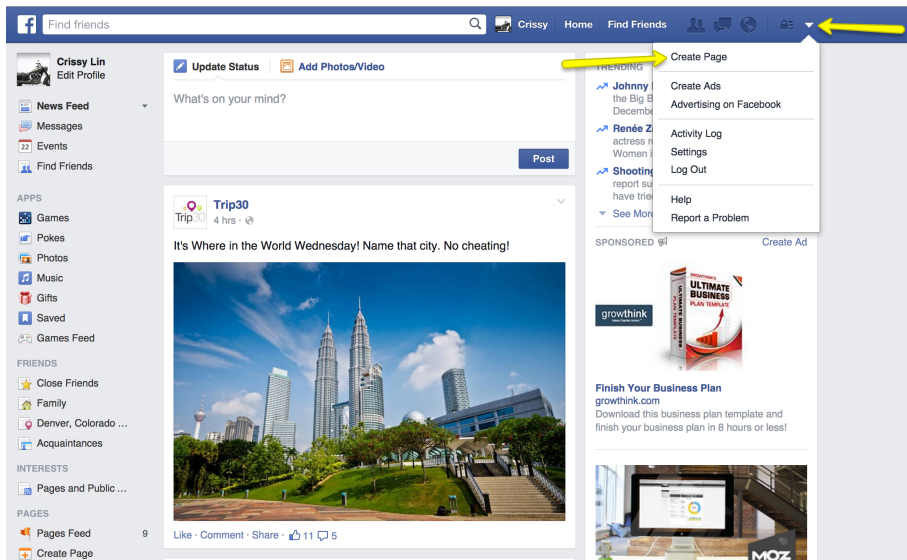 Find friends
Crissy
Home
Find Friends
Crissy Lin
Edit Profile
News Feed
Messages
22
Events
Find Friends
APPS
Games
Pokes
Photos
Music
Gifts
Saved
Games Feed
FRIENDS
Close Friends
Family
Denver, Colorado ...
Acquaintances
INTERESTS
Pages and Public ...
PAGES
Pages Feed 9
Create Page
Update Status
Add Photos/Video
What's on your mind?
Post
Trip30
Trip30
4 hrs ·
It's Where in the World Wednesday! Name that city. No cheating!
Like · Comment · Share · 11 5
TRENDING
Johnny
the Big B
Decembe
Renée Z
actress r
Women i
Shooting
report su
have tried
See More
Create Page
Create Ads
Advertising on Facebook
Activity Log
Settings
Log Out
Help
Report a Problem
SPONSORED
Create Ad
growthink
GROWTHINK'S
ULTIMATE
BUSINESS
PLAN TEMPLATE
Finish Your Business Plan
growthink.com
Download this business plan template and
finish your business plan in 8 hours or less!
MOZ